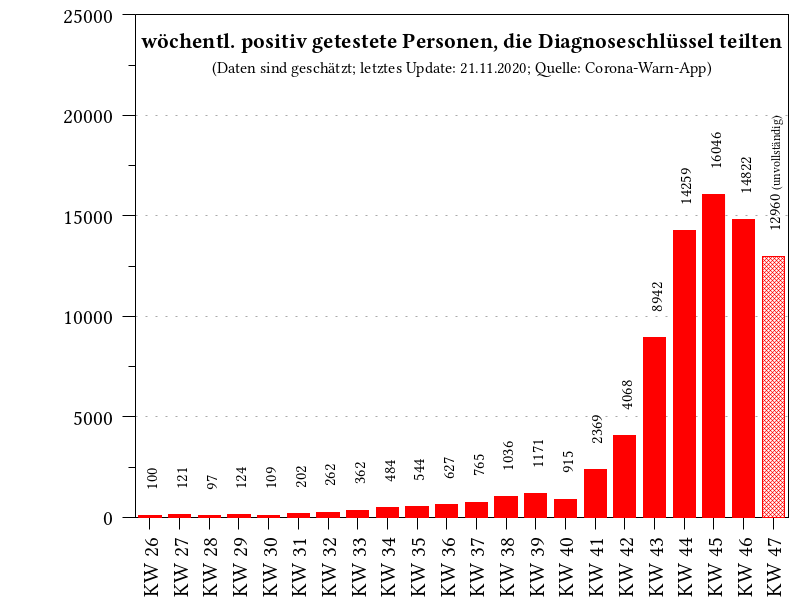 wöchentl. positiv getestete Personen, die Diagnoseschlüssel teilten
(Daten sind geschätzt; letztes Update: 21.11.2020; Quelle: Corona-Warn-App)
25000
20000
15000
10000
5000
0
100
121
97
124
109
202
262
362
484
544
627
765
1036
1171
915
2369
4068
8942
14259
16046
14822
12960 (unvollständig)
KW 26
KW 27
KW 28
KW 29
KW 30
KW 31
KW 32
KW 33
KW 34
KW 35
KW 36
KW 37
KW 38
KW 39
KW 40
KW 41
KW 42
KW 43
KW 44
KW 45
KW 46
KW 47